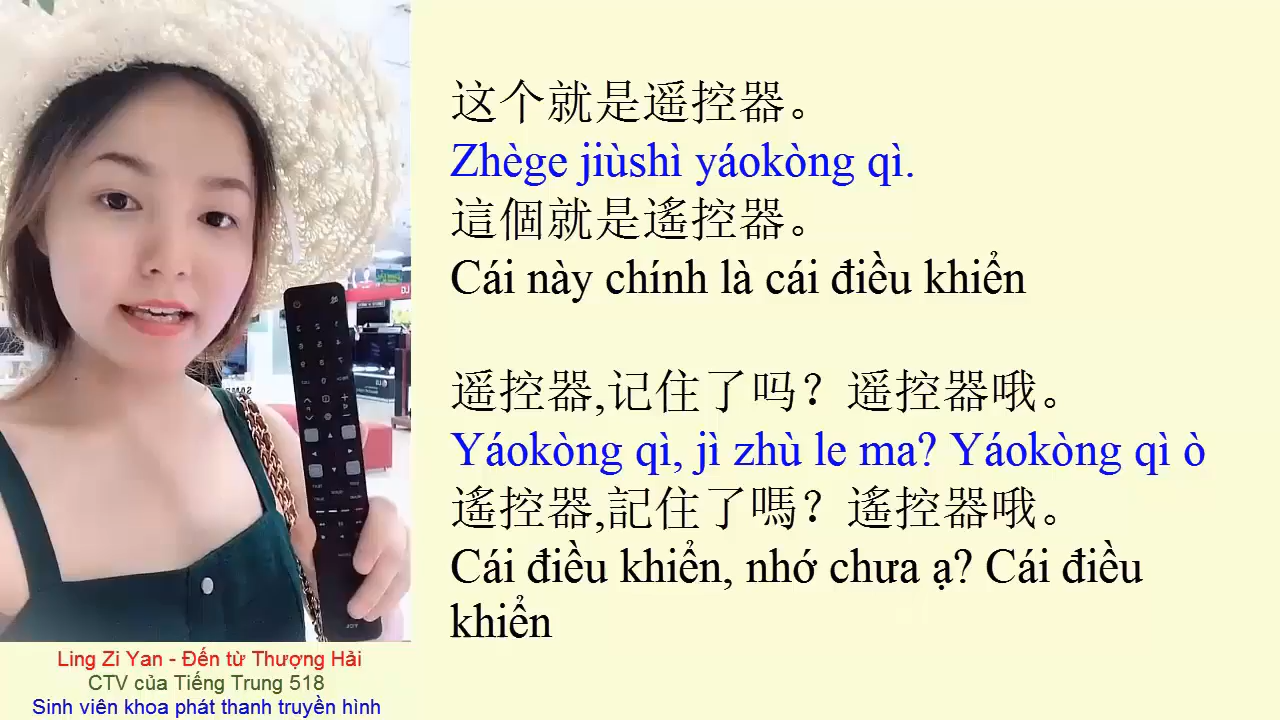 这个就是遥控器。
Zhège jiùshì yáokòng qì.
這個就是遙控器。
Cái này chính là cái điều khiển
遥控器,记住了吗？遥控器哦。
Yáokòng qì, jì zhù le ma? Yáokòng qì ò
遙控器,記住了嗎？遙控器哦。
Cái điều khiển, nhớ chưa ạ? Cái điều
khiển
Ling Zi Yan - Đến từ Thượng Hải
CTV của Tiếng Trung 518
Sinh viên khoa phát thanh truyền hình